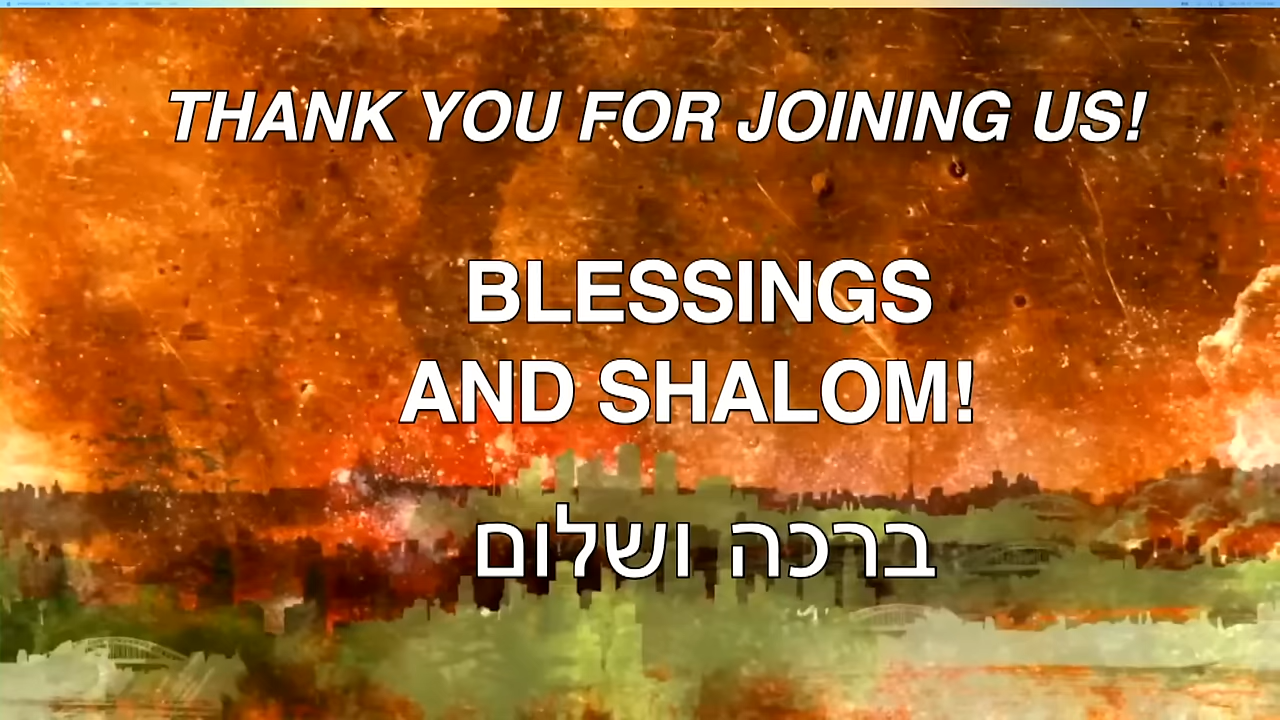 THANK YOU FOR JOINING US!
BLESSINGS
AND SHALOM!
ברכה ושלום